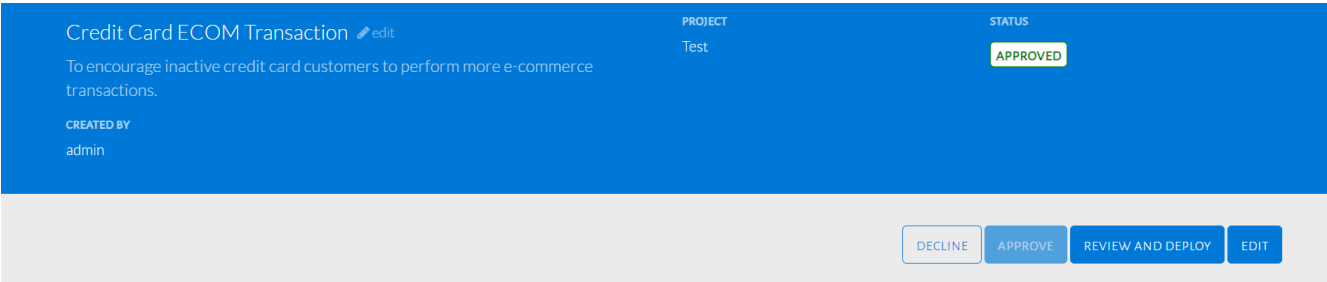 Credit Card ECOM Transaction edit
To encourage inactive credit card customers to perform more e-commerce
transactions.
CREATED BY
admin
PROJECT
Test
STATUS
APPROVED
DECLINE
APPROVE
REVIEW AND DEPLOY
EDIT